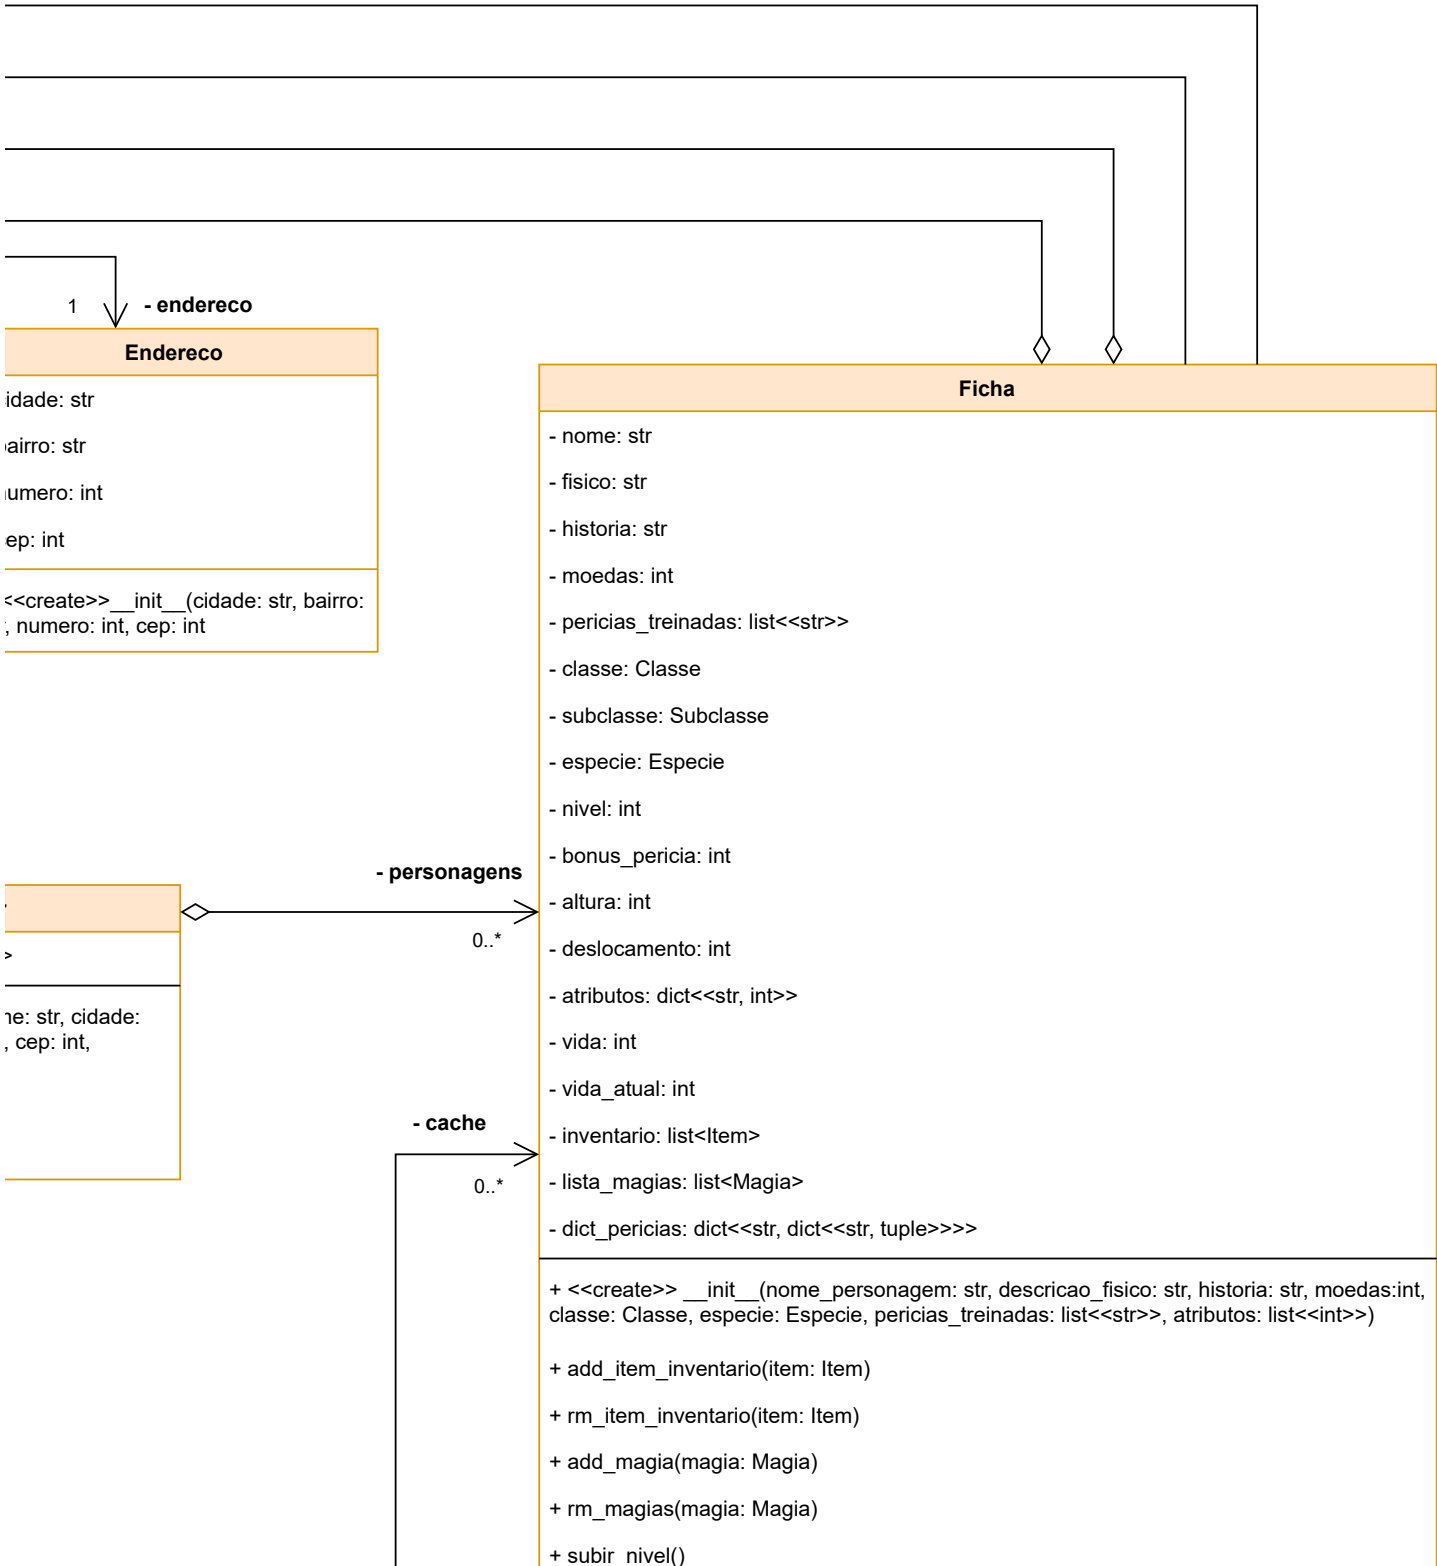 1
- endereco
Endereco
cidade: str
bairro: str
numero: int
cep: int
<<create>>__init__(cidade: str, bairro:
, numero: int, cep: int
>
str, cidade:
, cep: int,
- personagens
0..*
- cache
0..*
Ficha
- nome: str
- fisico: str
- historia: str
- moedas: int
- pericias_treinadas: list<<str>>
- classe: Classe
- subclasse: Subclasse
- especie: Especie
- nivel: int
- bonus_pericia: int
- altura: int
- deslocamento: int
- atributos: dict<<str, int>>
- vida: int
- vida_atual: int
- inventario: list<Item>
- lista_magias: list<Magia>
- dict_pericias: dict<<str, dict<<str, tuple>>>>
+ <<create>> __init__(nome_personagem: str, descricao_fisico: str, historia: str, moedas:int,
classe: Classe, especie: Especie, pericias_treinadas: list<<str>>, atributos: list<<int>>)
+ add_item_inventario(item: Item)
+ rm_item_inventario(item: Item)
+ add_magia(magia: Magia)
+ rm_magias(magia: Magia)
+ subir_nivel()